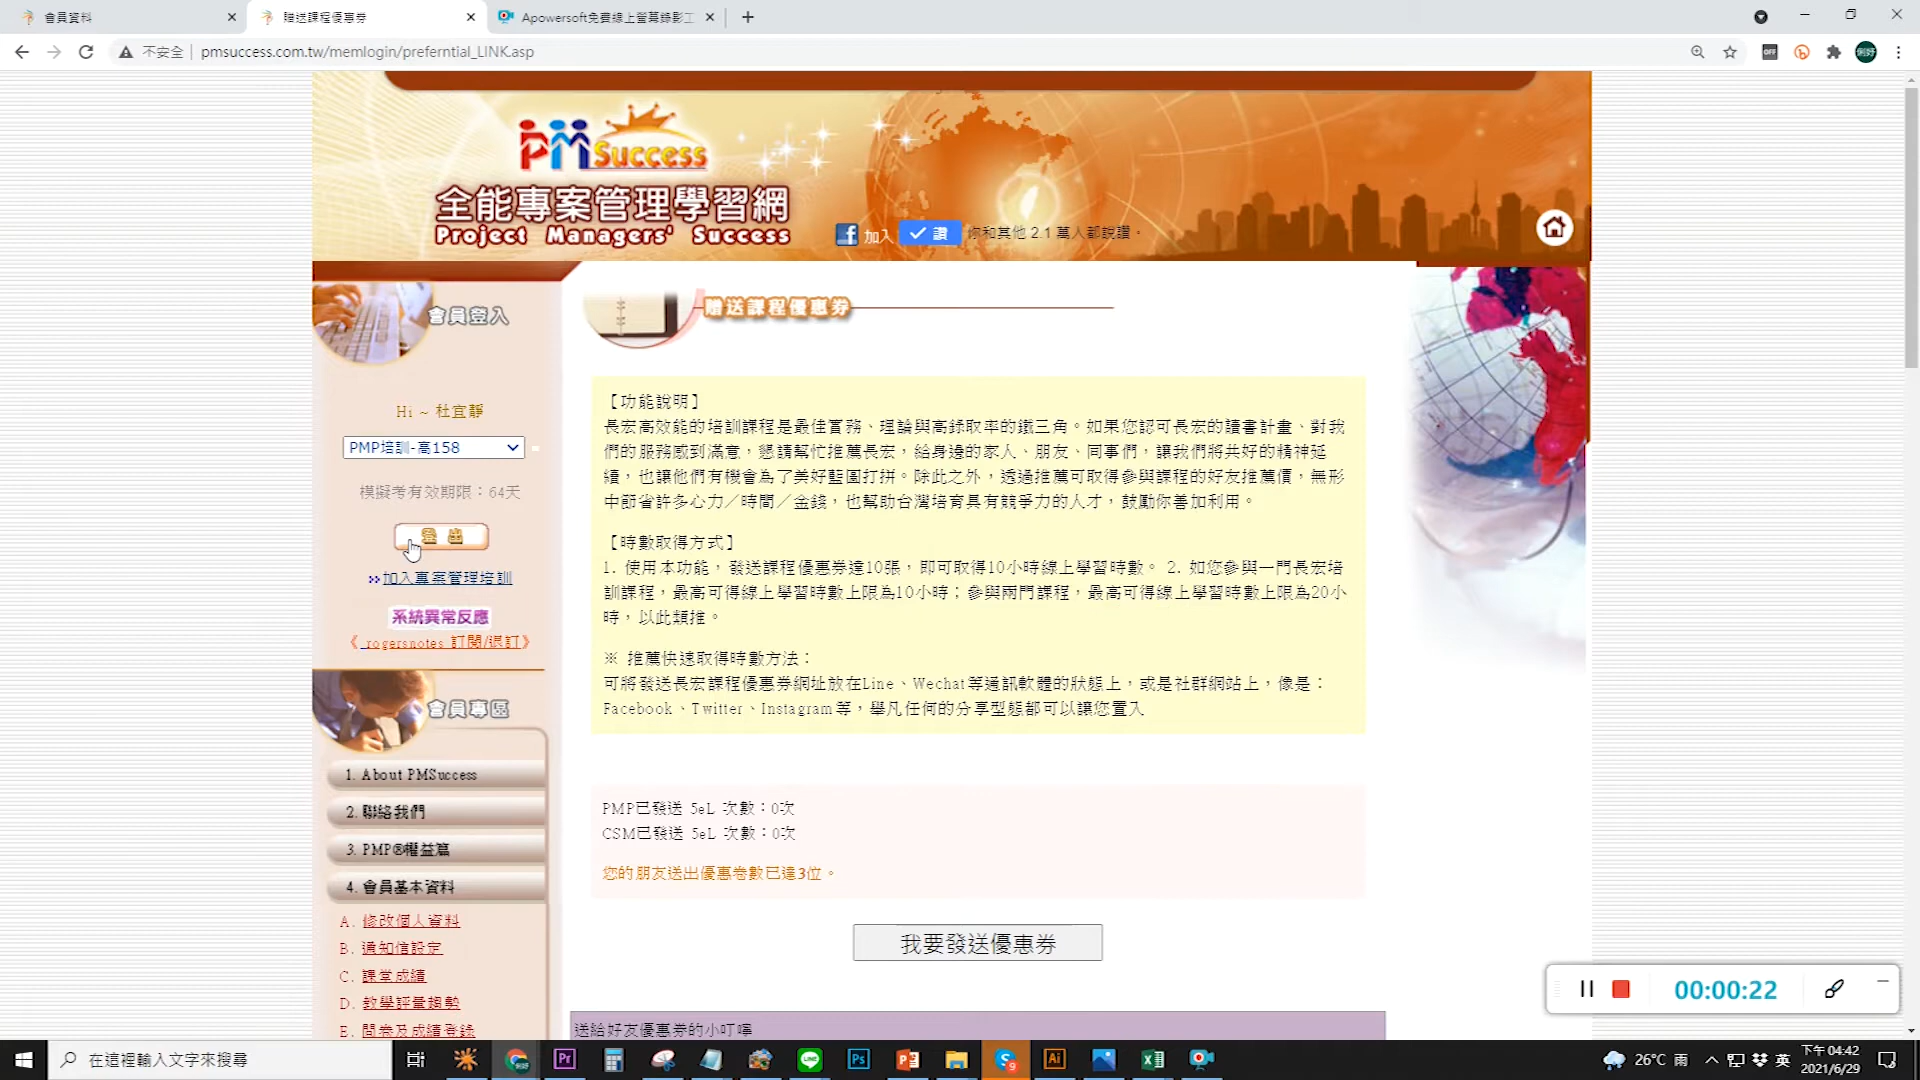 會員資料
贈送課程優惠券
Apowersoft免費線上螢幕錄影工
不安全 | pmsuccess.com.tw/memlogin/preferntial_LINK.asp
PMSuccess
全能專案管理學習網
Project Managers' Success
加入 讚 你和其他 2.1 萬人都說讚。
會員登入
贈送課程優惠券
Hi ~ 杜宜靜
PMP培訓-高158
模擬考有效期限：64天
登 出
加入專案管理培訓
系統異常反應
《 rogersnotes 訂閱/退訂》
會員專區
1. About PMSuccess
2. 聯絡我們
3. PMP®權益篇
4. 會員基本資料
A. 修改個人資料
B. 通知信設定
C. 課堂成績
D. 教學評量趨勢
E. 問卷及成績登錄
【功能說明】
長宏高效能的培訓課程是最佳實務、理論與高錄取率的鐵三角。如果您認可長宏的讀書計畫、對我
們的服務感到滿意，懇請幫忙推薦長宏，給身邊的家人、朋友、同事們，讓我們將共好的精神延
續，也讓他們有機會為了美好藍圖打拼。除此之外，透過推薦可取得參與課程的好友推薦價，無形
中節省許多心力／時間／金錢，也幫助台灣培育具有競爭力的人才，鼓勵你善加利用。
【時數取得方式】
1. 使用本功能，發送課程優惠券達10張，即可取得10小時線上學習時數。 2. 如您參與一門長宏培
訓課程，最高可得線上學習時數上限為10小時；參與兩門課程，最高可得線上學習時數上限為20小
時，以此類推。
※ 推薦快速取得時數方法：
可將發送長宏課程優惠券網址放在Line、Wechat等通訊軟體的狀態上，或是社群網站上，像是：
Facebook、Twitter、Instagram等，舉凡任何的分享型態都可以讓您置入
PMP已發送 5eL 次數：0次
CSM已發送 5eL 次數：0次
您的朋友送出優惠卷數已達3位。
我要發送優惠券
送給好友優惠券的小叮嚀
00:00:22
在這裡輸入文字來搜尋
26°C 雨
英
下午 04:42
2021/6/29